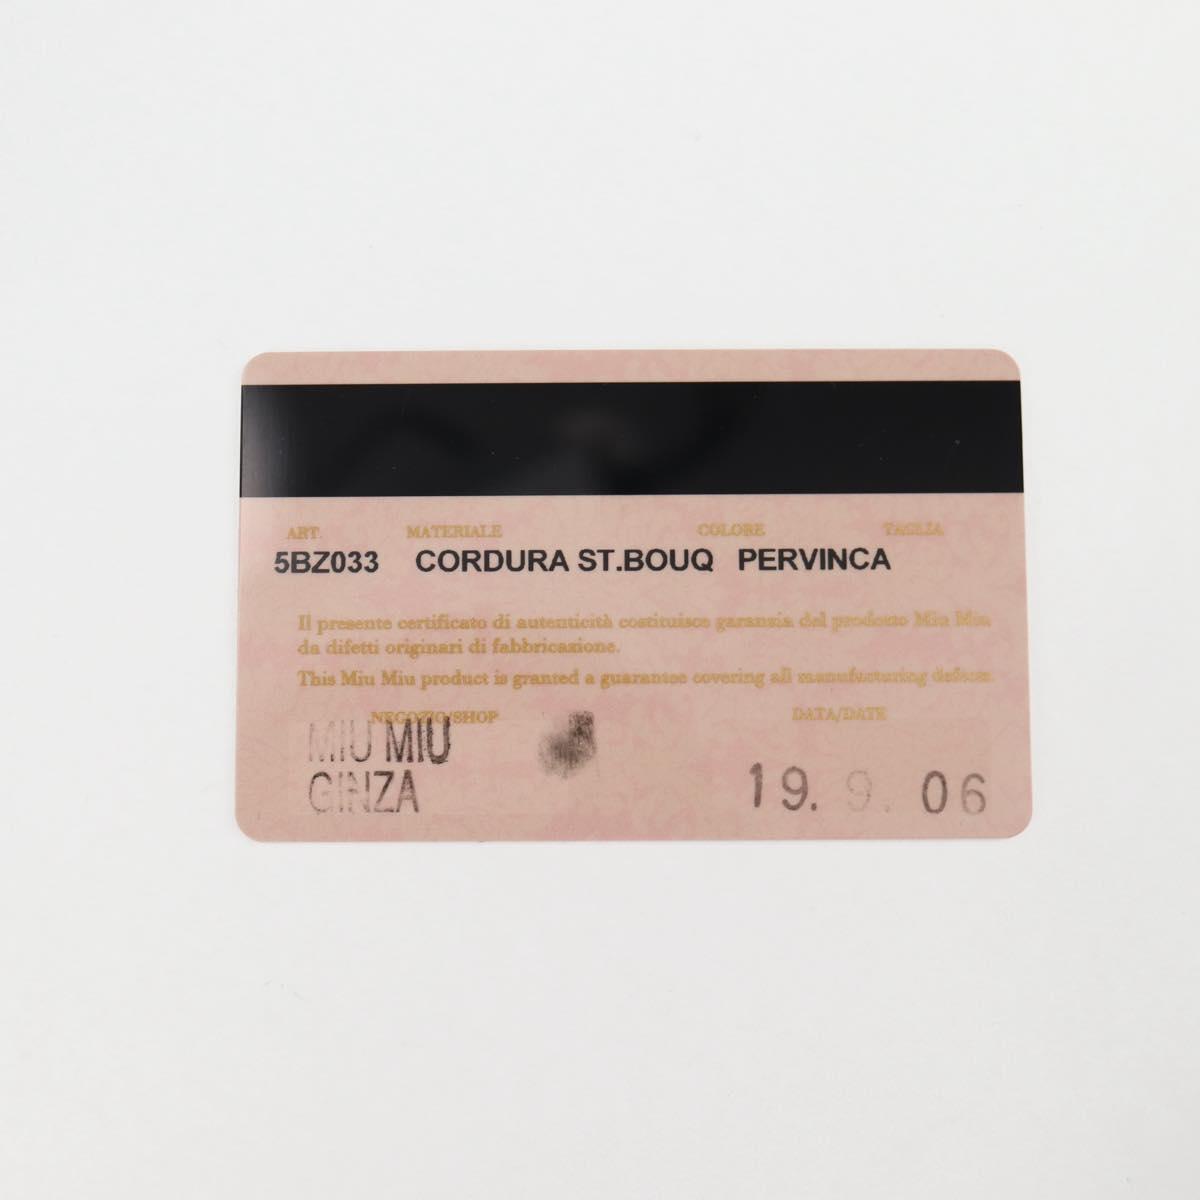 ART. MATERIALE COLORE TAGLIA
5BZ033 CORDURA ST.BOUQ PERVINCA
Il presente certificato di autenticità costituisce garanzia del prodotto Miu Miu
da difetti originari di fabbricazione.
This Miu Miu product is granted a guarantee covering all manufacturing defects.
NEGOZIO/SHOP DATA/DATE
MIU MIU
GINZA
19. 9. 06